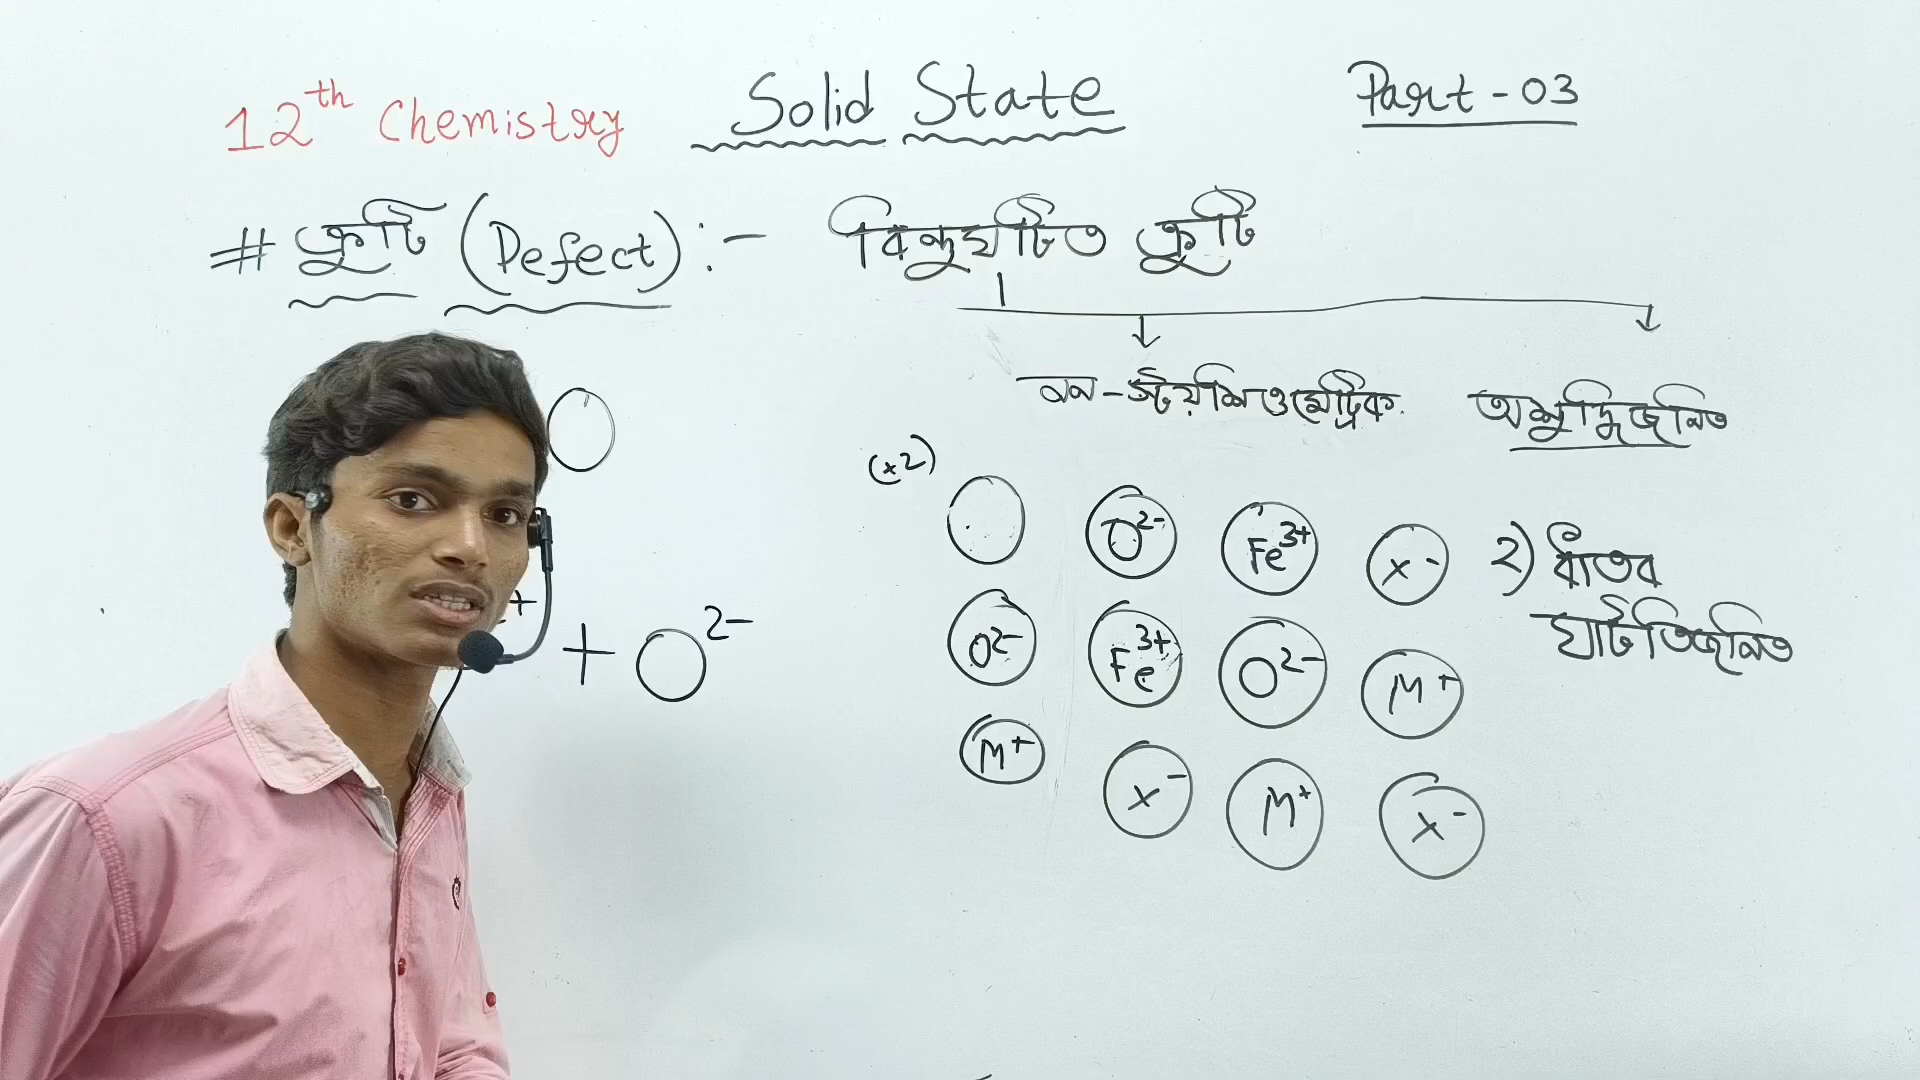 12th Chemistry Solid State Part-03
# ত্রুটি (Defect) :- বিন্দুঘটিত ত্রুটি
নন-স্টয়শিওমেট্রিক. অশুদ্ধিজনিত
(x2)
O2- Fe3+ x-
২) ধাতব
ঘাটতিজনিত
+ + O 2-
O2- Fe3+ O2- M+
M+ x- M+ x-